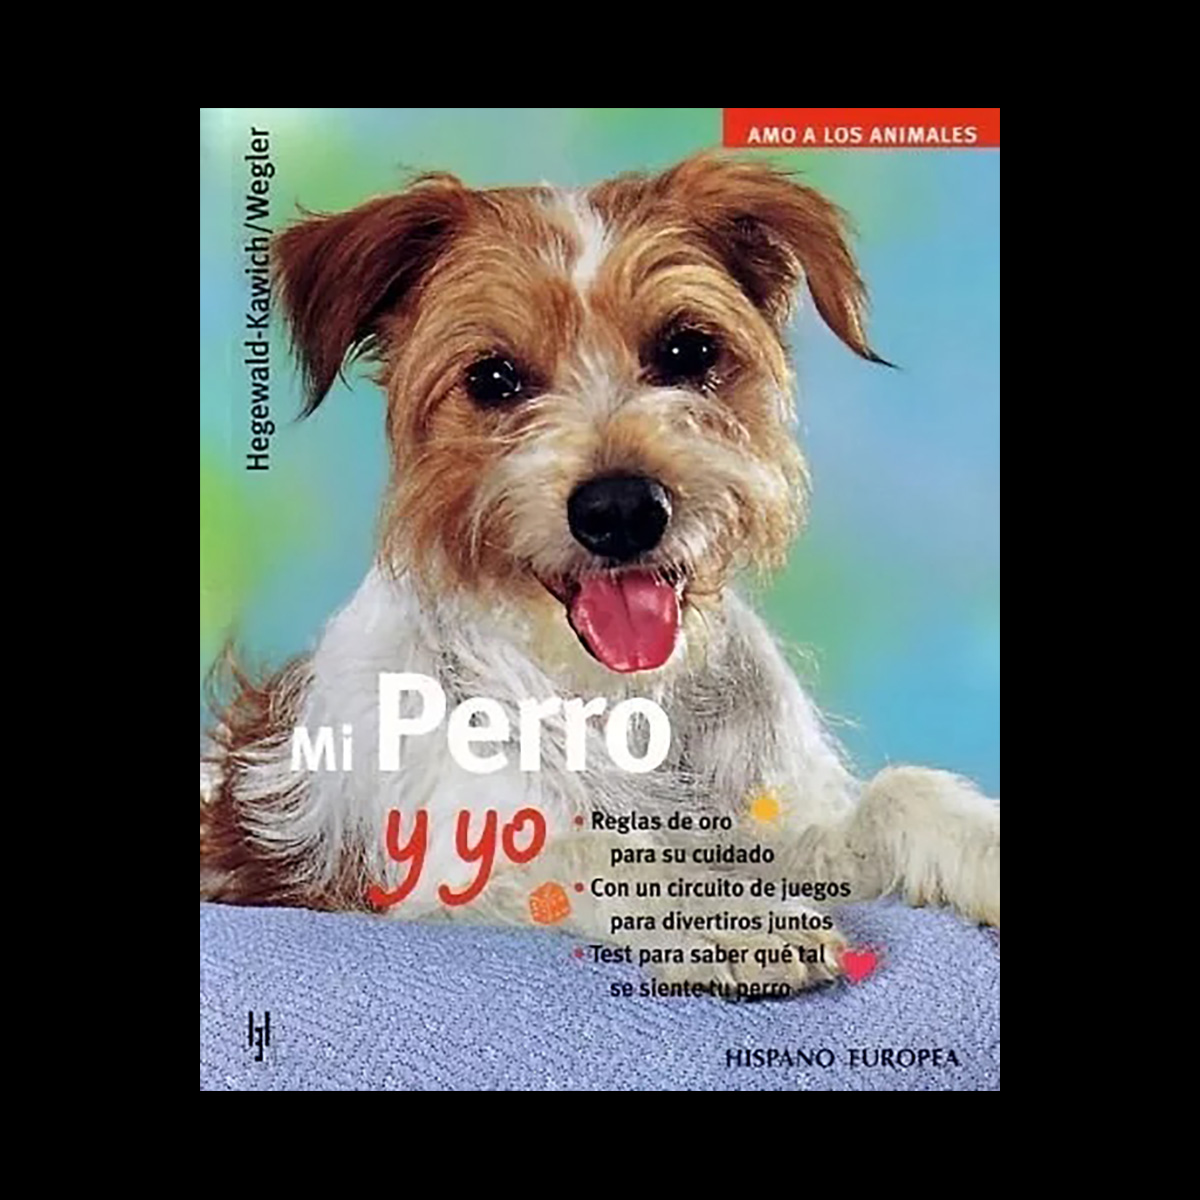 AMO A LOS ANIMALES
Hegewald-Kawich/Wegler
Mi Perro
y yo
• Reglas de oro
para su cuidado
• Con un circuito de juegos
para divertiros juntos
• Test para saber qué tal
se siente tu perro
HISPANO EUROPEA